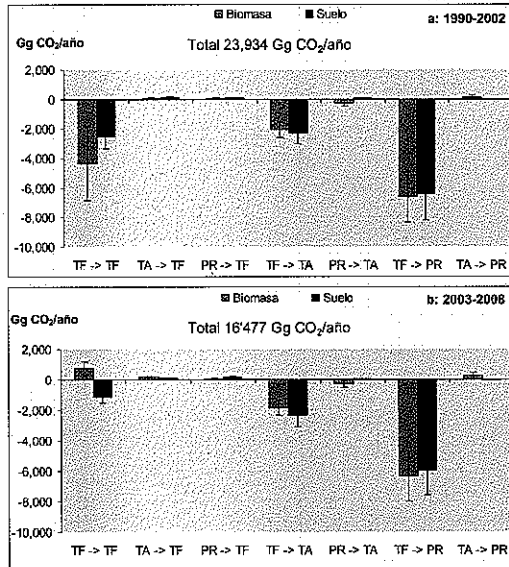 Biomasa Suelo a: 1990-2002
Gg CO₂/año
Total 23,934 Gg CO₂/año
2,000
0
-2,000
-4,000
-6,000
-8,000
-10,000
TF -> TF TA -> TF PR -> TF TF -> TA PR -> TA TF -> PR TA -> PR
Biomasa Suelo b: 2003-2006
Gg CO₂/año
Total 16'477 Gg CO₂/año
2,000
0
-2,000
-4,000
-6,000
-8,000
-10,000
TF -> TF TA -> TF PR -> TF TF -> TA PR -> TA TF -> PR TA -> PR